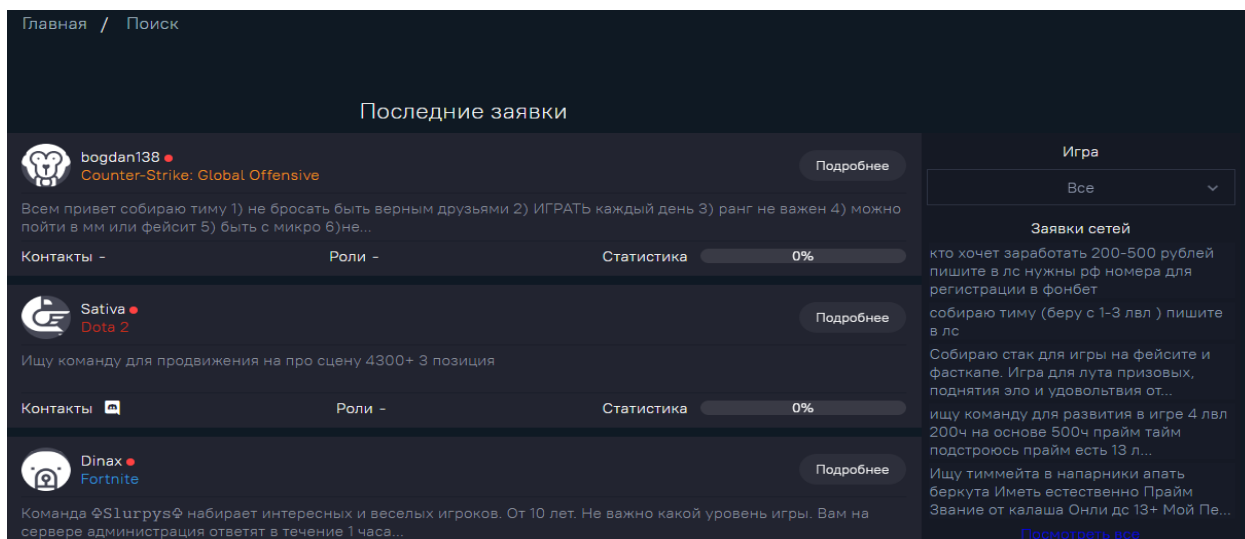 Главная / Поиск
Последние заявки
bogdan138
Counter-Strike: Global Offensive
Подробнее
Всем привет собираю тиму 1) не бросать быть верным друзьями 2) ИГРАТЬ каждый день 3) ранг не важен 4) можно
пойти в мм или фейсит 5) быть с микро 6)не...
Контакты - Роли - Статистика 0%
Sativa
Dota 2
Подробнее
Ищу команду для продвижения на про сцену 4300+ 3 позиция
Контакты Роли - Статистика 0%
Dinax
Fortnite
Подробнее
Команда ♧Slurpys♧ набирает интересных и веселых игроков. От 10 лет. Не важно какой уровень игры. Вам на
сервере администрация ответят в течение 1 часа...
Игра
Все
Заявки сетей
кто хочет заработать 200-500 рублей
пишите в лс нужны рф номера для
регистрации в фонбет
собираю тиму (беру с 1-3 лвл ) пишите
в лс
Собираю стак для игры на фейсите и
фасткапе. Игра для лута призовых,
поднятия эло и удовольтвия от...
ищу команду для развития в игре 4 лвл
200ч на основе 500ч прайм тайм
подстроюсь прайм есть 13 л...
Ищу тиммейта в напарники апать
беркута Иметь естественно Прайм
Звание от калаша Онли дс 13+ Мой Пе...
Посмотреть все